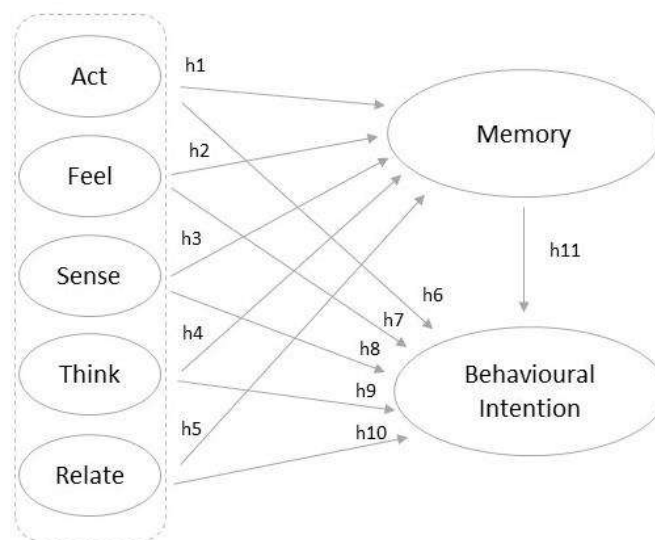 Act
Feel
Sense
Think
Relate
h1
h2
h3
h4
h5
h6
h7
h8
h9
h10
Memory
h11
Behavioural
Intention